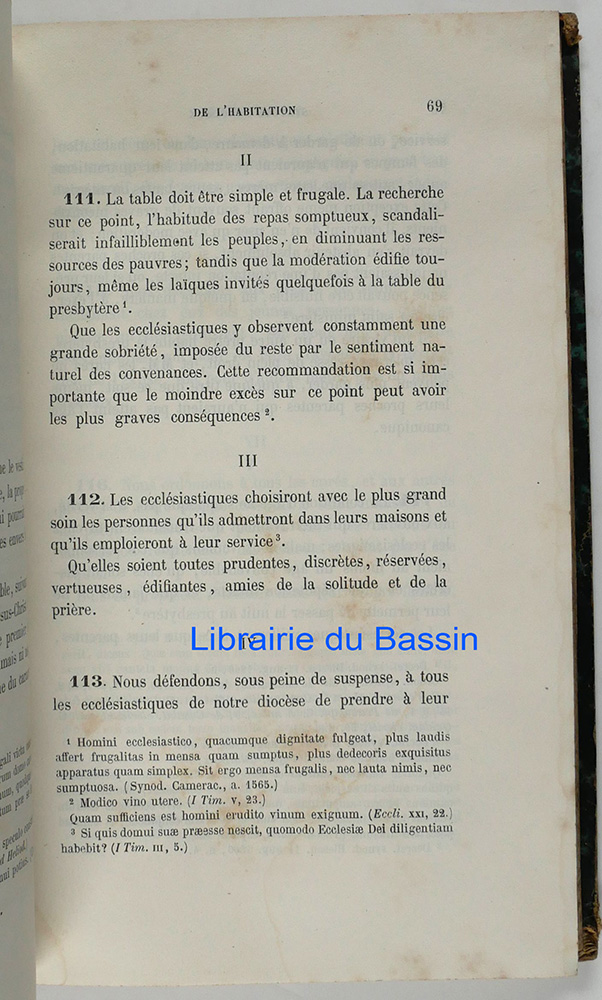 DE L'HABITATION 69
II
111. La table doit être simple et frugale. La recherche
sur ce point, l'habitude des repas somptueux, scandali-
serait infailliblement les peuples, en diminuant les res-
sources des pauvres; tandis que la modération édifie tou-
jours, même les laïques invités quelquefois à la table du
presbytère ¹.
Que les ecclésiastiques y observent constamment une
grande sobriété, imposée du reste par le sentiment na-
turel des convenances. Cette recommandation est si im-
portante que le moindre excès sur ce point peut avoir
les plus graves conséquences ².
III
112. Les ecclésiastiques choisiront avec le plus grand
soin les personnes qu'ils admettront dans leurs maisons et
qu'ils emploieront à leur service ³.
Qu'elles soient toutes prudentes, discrètes, réservées,
vertueuses, édifiantes, amies de la solitude et de la
prière.
Librairie du Bassin
IV
113. Nous défendons, sous peine de suspense, à tous
les ecclésiastiques de notre diocèse de prendre à leur
¹ Homini ecclesiastico, quacumque dignitate fulgeat, plus laudis
affert frugalitas in mensa quam sumptus, plus dedecoris exquisitus
apparatus quam simplex. Sit ergo mensa frugalis, nec lauta nimis, nec
sumptuosa. (Synod. Camerac., a. 1565.)
² Modico vino utere. (I Tim. v, 23.)
Quam sufficiens est homini erudito vinum exiguum. (Eccli. xxi, 22.)
³ Si quis domui suæ præesse nescit, quomodo Ecclesiæ Dei diligentiam
habebit? (I Tim. iii, 5.)